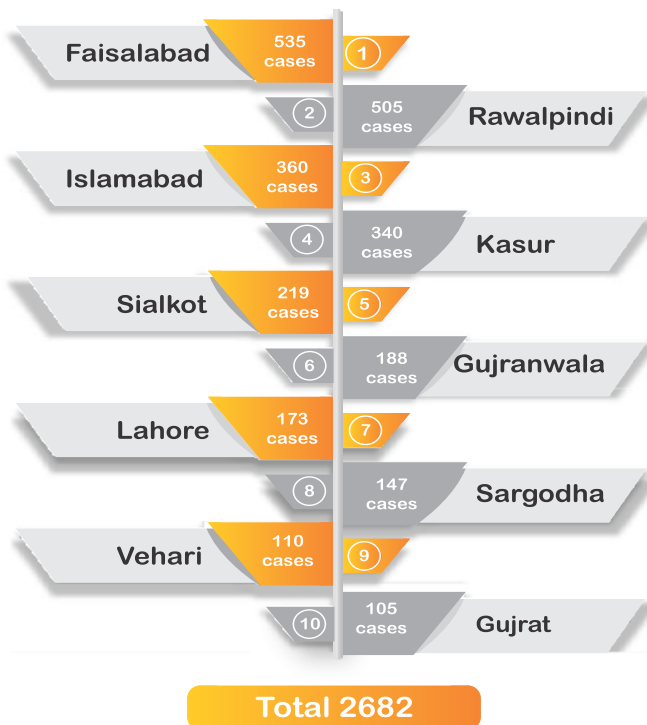 Faisalabad
535
cases
1
2
505
cases
Rawalpindi
Islamabad
360
cases
3
4
340
cases
Kasur
Sialkot
219
cases
5
6
188
cases
Gujranwala
Lahore
173
cases
7
8
147
cases
Sargodha
Vehari
110
cases
9
10
105
cases
Gujrat
Total 2682